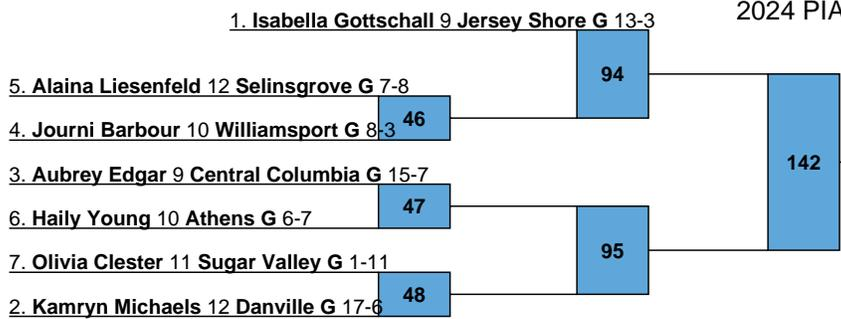 2024 PIA
1. Isabella Gottschall 9 Jersey Shore G 13-3
94
5. Alaina Liesenfeld 12 Selinsgrove G 7-8
46
4. Journi Barbour 10 Williamsport G 8-3
142
3. Aubrey Edgar 9 Central Columbia G 15-7
47
6. Haily Young 10 Athens G 6-7
95
7. Olivia Clester 11 Sugar Valley G 1-11
48
2. Kamryn Michaels 12 Danville G 17-6